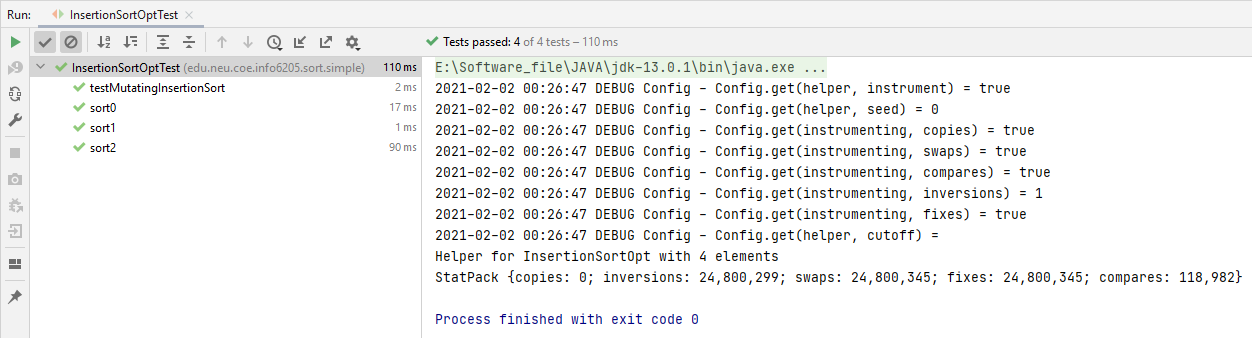 Run: InsertionSortOptTest
Tests passed: 4 of 4 tests – 110 ms
InsertionSortOptTest (edu.neu.coe.info6205.sort.simple) 110 ms
testMutatingInsertionSort 2 ms
sort0 17 ms
sort1 1 ms
sort2 90 ms
E:\Software_file\JAVA\jdk-13.0.1\bin\java.exe ...
2021-02-02 00:26:47 DEBUG Config - Config.get(helper, instrument) = true
2021-02-02 00:26:47 DEBUG Config - Config.get(helper, seed) = 0
2021-02-02 00:26:47 DEBUG Config - Config.get(instrumenting, copies) = true
2021-02-02 00:26:47 DEBUG Config - Config.get(instrumenting, swaps) = true
2021-02-02 00:26:47 DEBUG Config - Config.get(instrumenting, compares) = true
2021-02-02 00:26:47 DEBUG Config - Config.get(instrumenting, inversions) = 1
2021-02-02 00:26:47 DEBUG Config - Config.get(instrumenting, fixes) = true
2021-02-02 00:26:47 DEBUG Config - Config.get(helper, cutoff) =
Helper for InsertionSortOpt with 4 elements
StatPack {copies: 0; inversions: 24,800,299; swaps: 24,800,345; fixes: 24,800,345; compares: 118,982}
Process finished with exit code 0